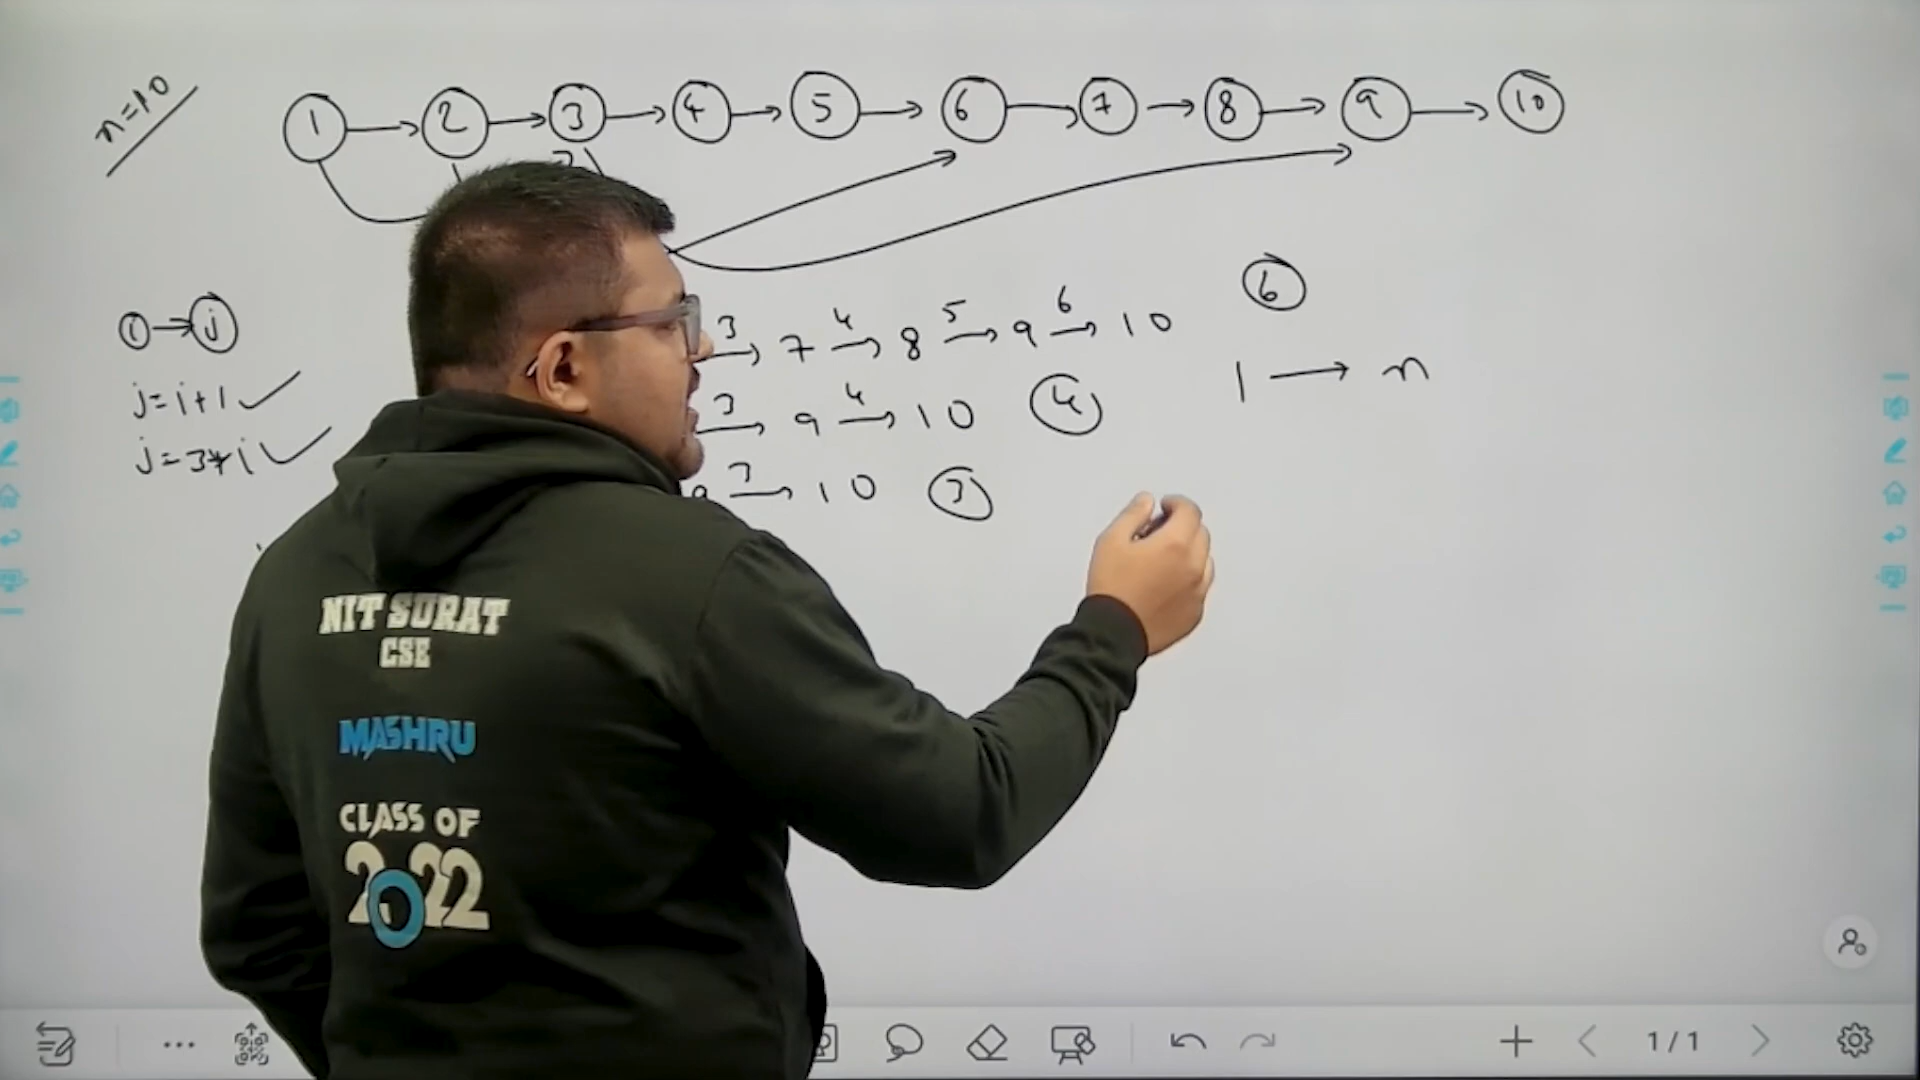 n=10
1 → 2 → 3 → 4 → 5 → 6 → 7 → 8 → 9 → 10
i → j
j=i+1 ✓
j=3*i ✓
3 → 7 4 → 8 5 → 9 6 → 10 6
3 → 9 4 → 10 4
9 3 → 10 3
1 → n
NIT SURAT
CSE
MASHRU
CLASS OF
2022
1/1